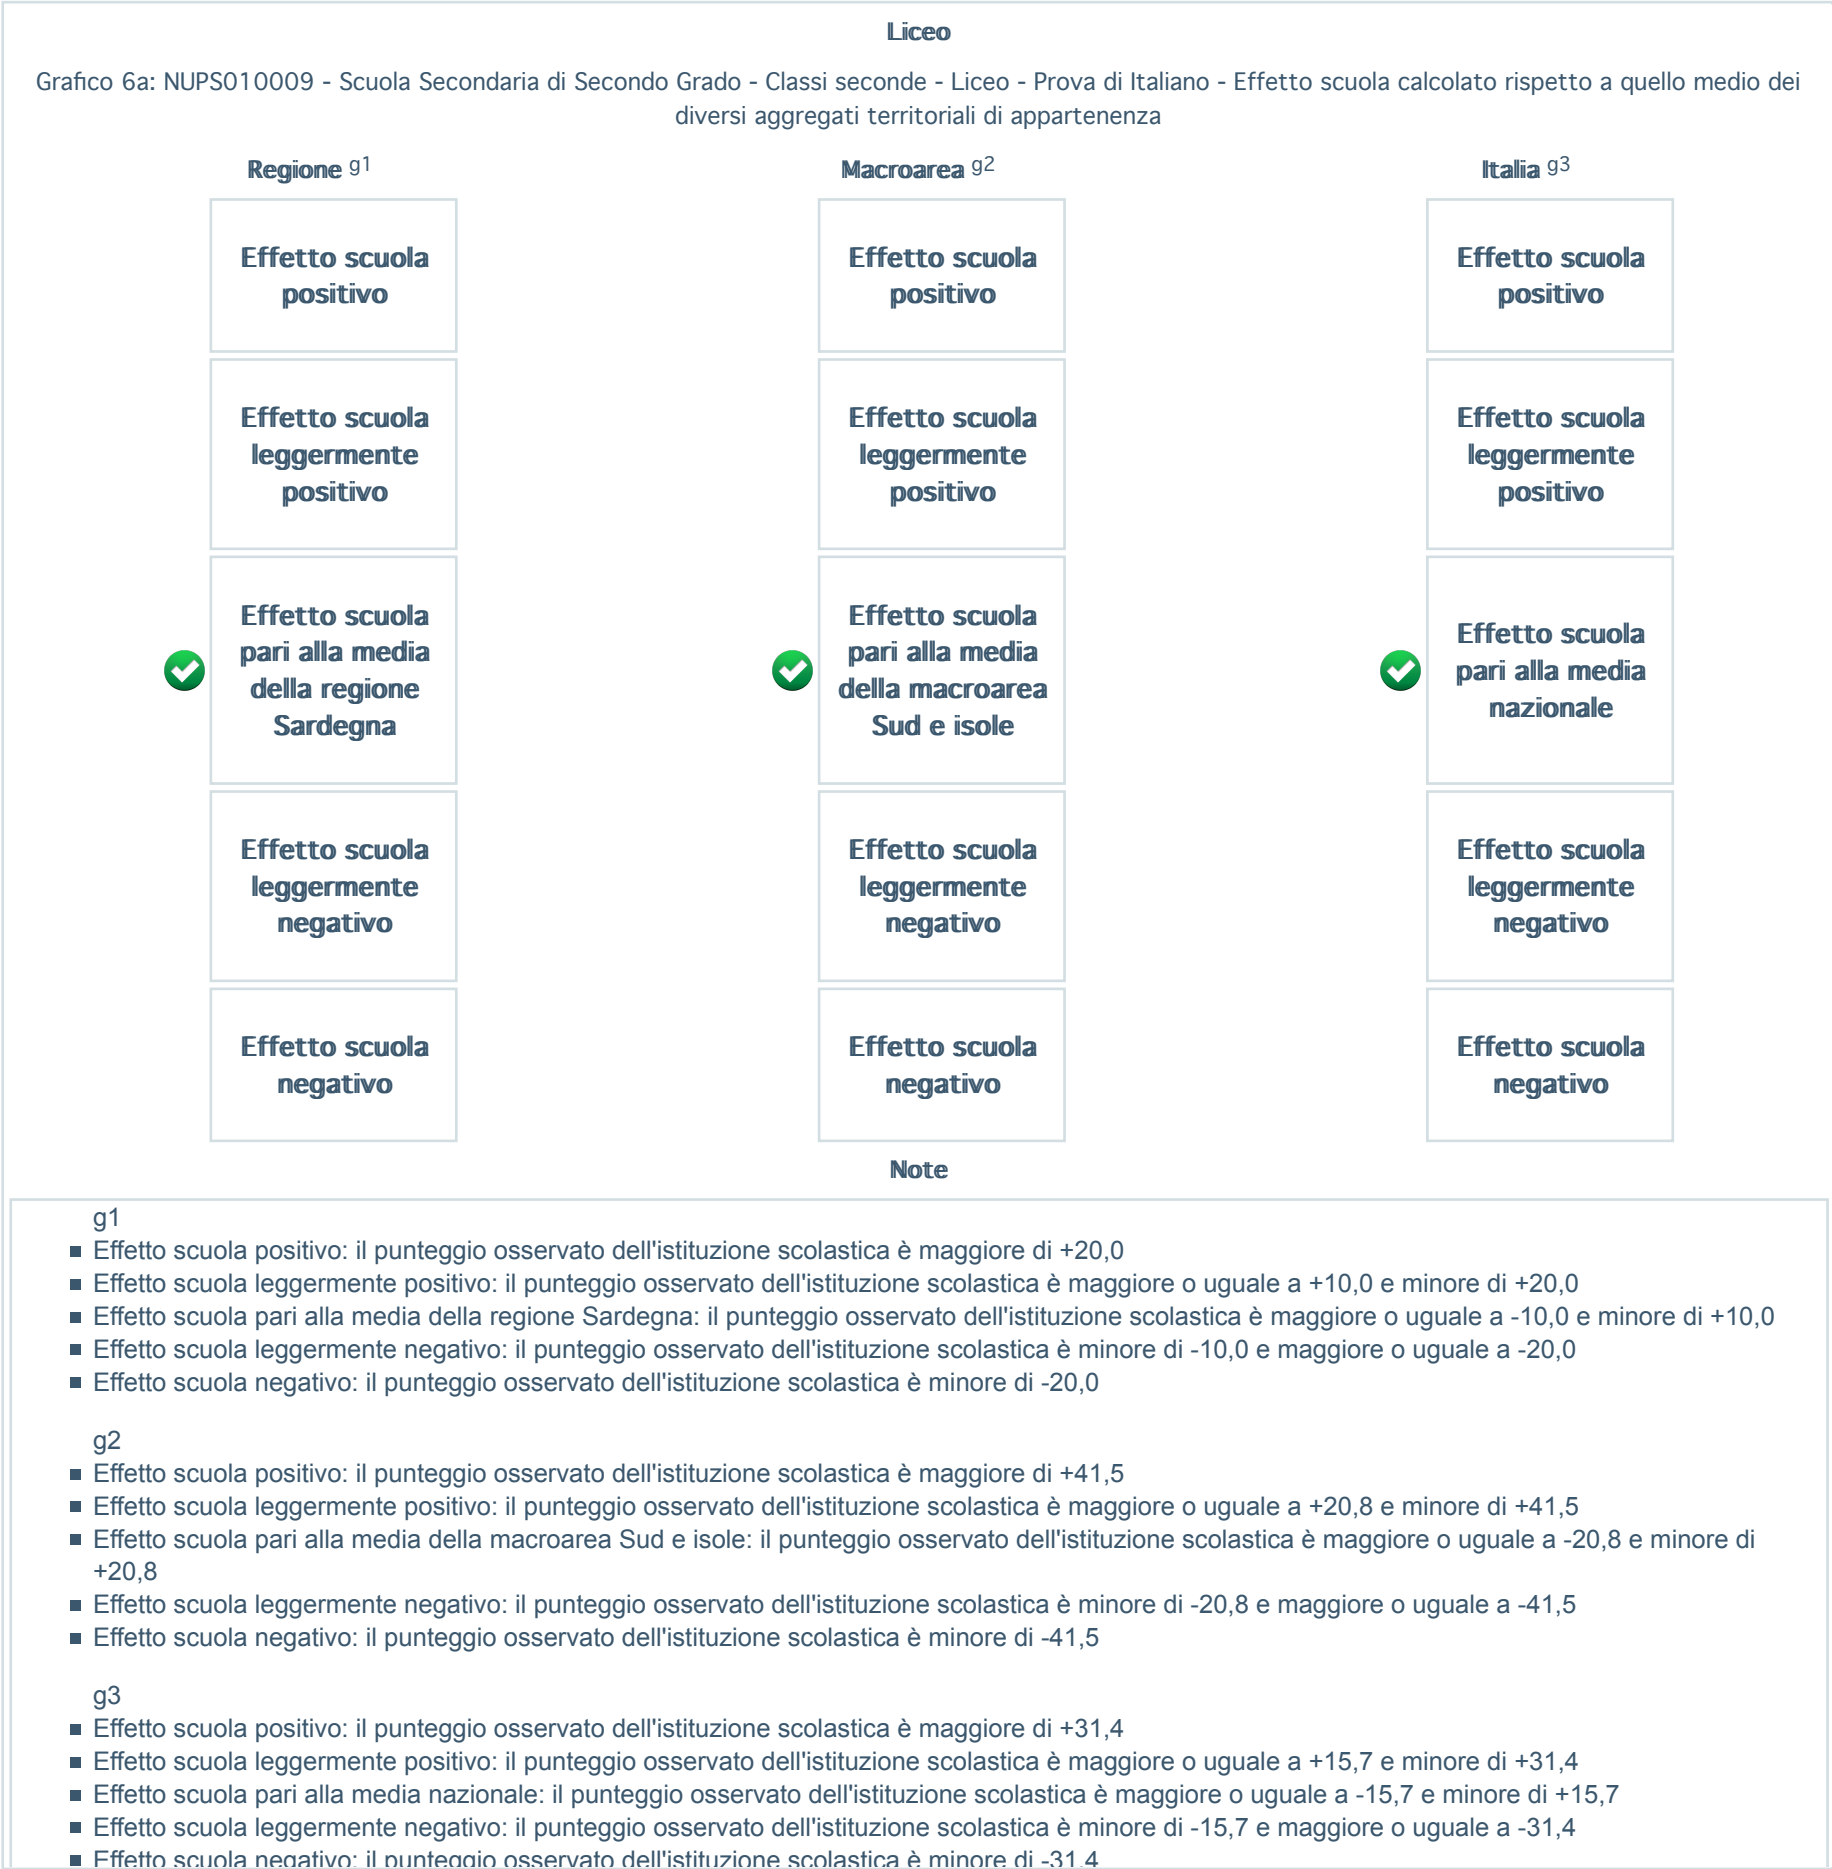 Liceo
Grafico 6a: NUPS010009 - Scuola Secondaria di Secondo Grado - Classi seconde - Liceo - Prova di Italiano - Effetto scuola calcolato rispetto a quello medio dei
diversi aggregati territoriali di appartenenza
Regione g1
Effetto scuola
positivo
Effetto scuola
leggermente
positivo
Effetto scuola
pari alla media
della regione
Sardegna
Effetto scuola
leggermente
negativo
Effetto scuola
negativo
Macroarea g2
Effetto scuola
positivo
Effetto scuola
leggermente
positivo
Effetto scuola
pari alla media
della macroarea
Sud e isole
Effetto scuola
leggermente
negativo
Effetto scuola
negativo
Italia g3
Effetto scuola
positivo
Effetto scuola
leggermente
positivo
Effetto scuola
pari alla media
nazionale
Effetto scuola
leggermente
negativo
Effetto scuola
negativo
Note
g1
Effetto scuola positivo: il punteggio osservato dell'istituzione scolastica è maggiore di +20,0
Effetto scuola leggermente positivo: il punteggio osservato dell'istituzione scolastica è maggiore o uguale a +10,0 e minore di +20,0
Effetto scuola pari alla media della regione Sardegna: il punteggio osservato dell'istituzione scolastica è maggiore o uguale a -10,0 e minore di +10,0
Effetto scuola leggermente negativo: il punteggio osservato dell'istituzione scolastica è minore di -10,0 e maggiore o uguale a -20,0
Effetto scuola negativo: il punteggio osservato dell'istituzione scolastica è minore di -20,0
g2
Effetto scuola positivo: il punteggio osservato dell'istituzione scolastica è maggiore di +41,5
Effetto scuola leggermente positivo: il punteggio osservato dell'istituzione scolastica è maggiore o uguale a +20,8 e minore di +41,5
Effetto scuola pari alla media della macroarea Sud e isole: il punteggio osservato dell'istituzione scolastica è maggiore o uguale a -20,8 e minore di
+20,8
Effetto scuola leggermente negativo: il punteggio osservato dell'istituzione scolastica è minore di -20,8 e maggiore o uguale a -41,5
Effetto scuola negativo: il punteggio osservato dell'istituzione scolastica è minore di -41,5
g3
Effetto scuola positivo: il punteggio osservato dell'istituzione scolastica è maggiore di +31,4
Effetto scuola leggermente positivo: il punteggio osservato dell'istituzione scolastica è maggiore o uguale a +15,7 e minore di +31,4
Effetto scuola pari alla media nazionale: il punteggio osservato dell'istituzione scolastica è maggiore o uguale a -15,7 e minore di +15,7
Effetto scuola leggermente negativo: il punteggio osservato dell'istituzione scolastica è minore di -15,7 e maggiore o uguale a -31,4
Effetto scuola negativo: il punteggio osservato dell'istituzione scolastica è minore di -31,4